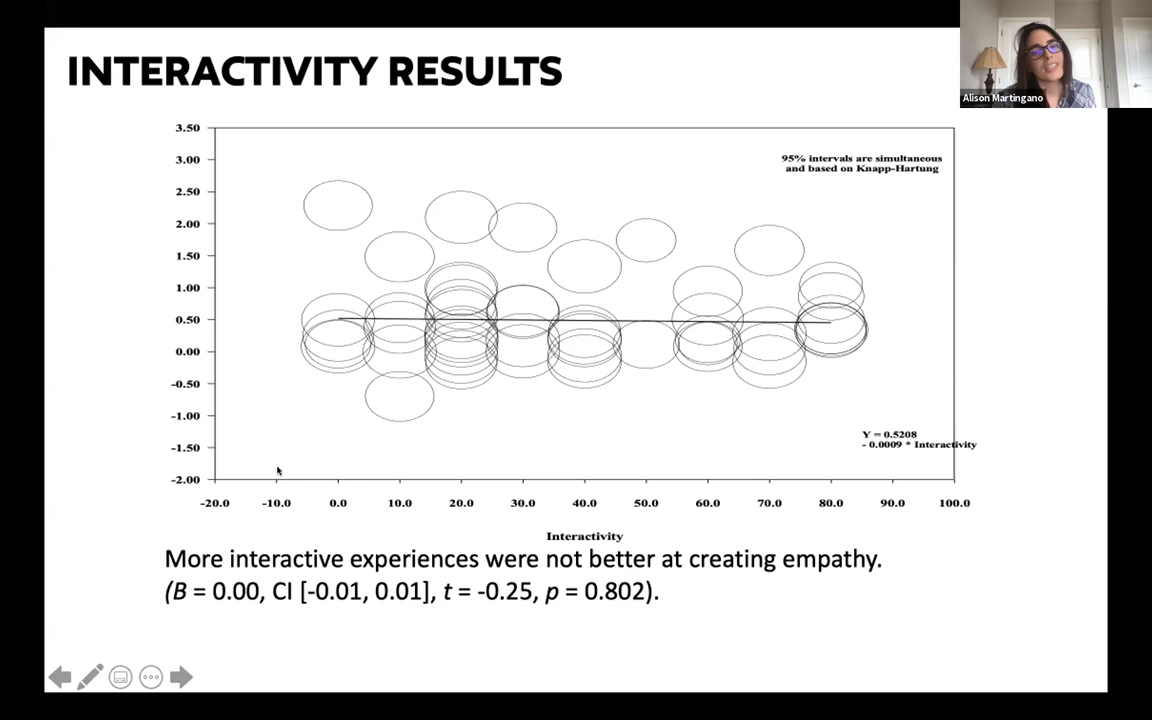 INTERACTIVITY RESULTS
Alison Martingano
3.50
3.00
2.50
2.00
1.50
1.00
0.50
0.00
-0.50
-1.00
-1.50
-2.00
95% intervals are simultaneous
and based on Knapp-Hartung
Y = 0.5208
- 0.0009 * Interactivity
-20.0 -10.0 0.0 10.0 20.0 30.0 40.0 50.0 60.0 70.0 80.0 90.0 100.0
Interactivity
More interactive experiences were not better at creating empathy.
(B = 0.00, CI [-0.01, 0.01], t = -0.25, p = 0.802).